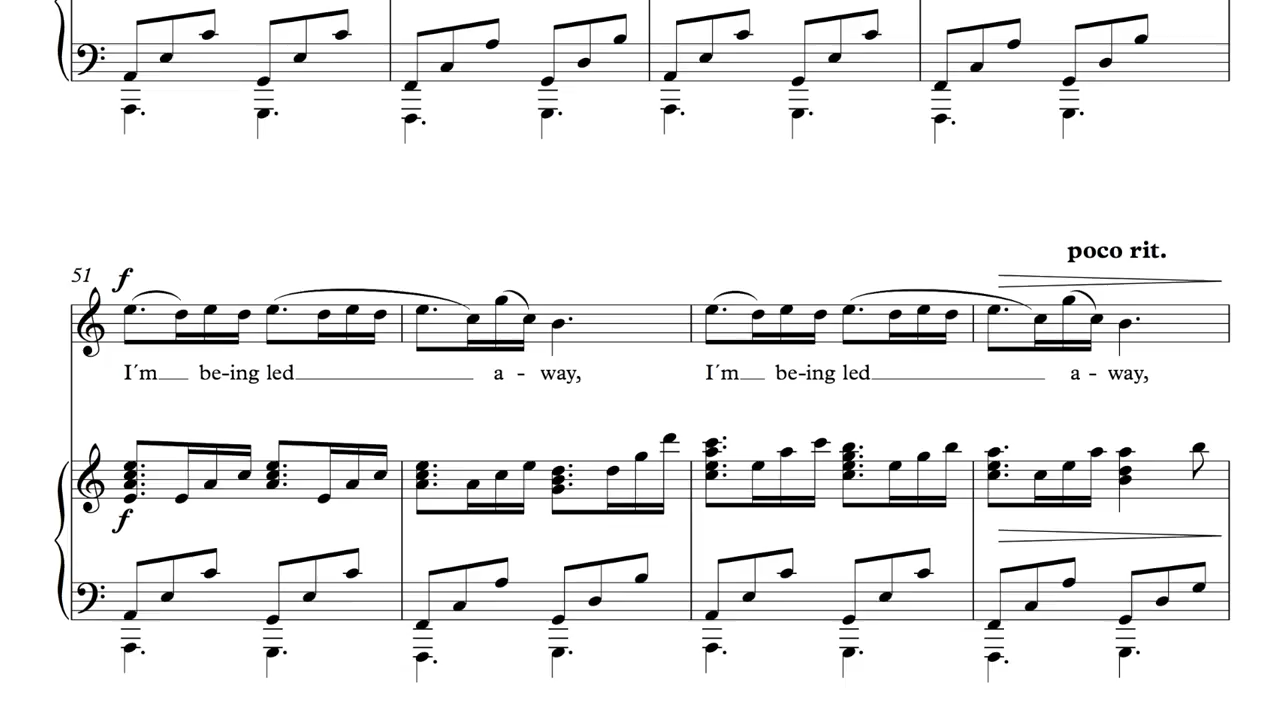 poco rit.
51 f
I´m be-ing led a - way, I´m be-ing led a - way,
f